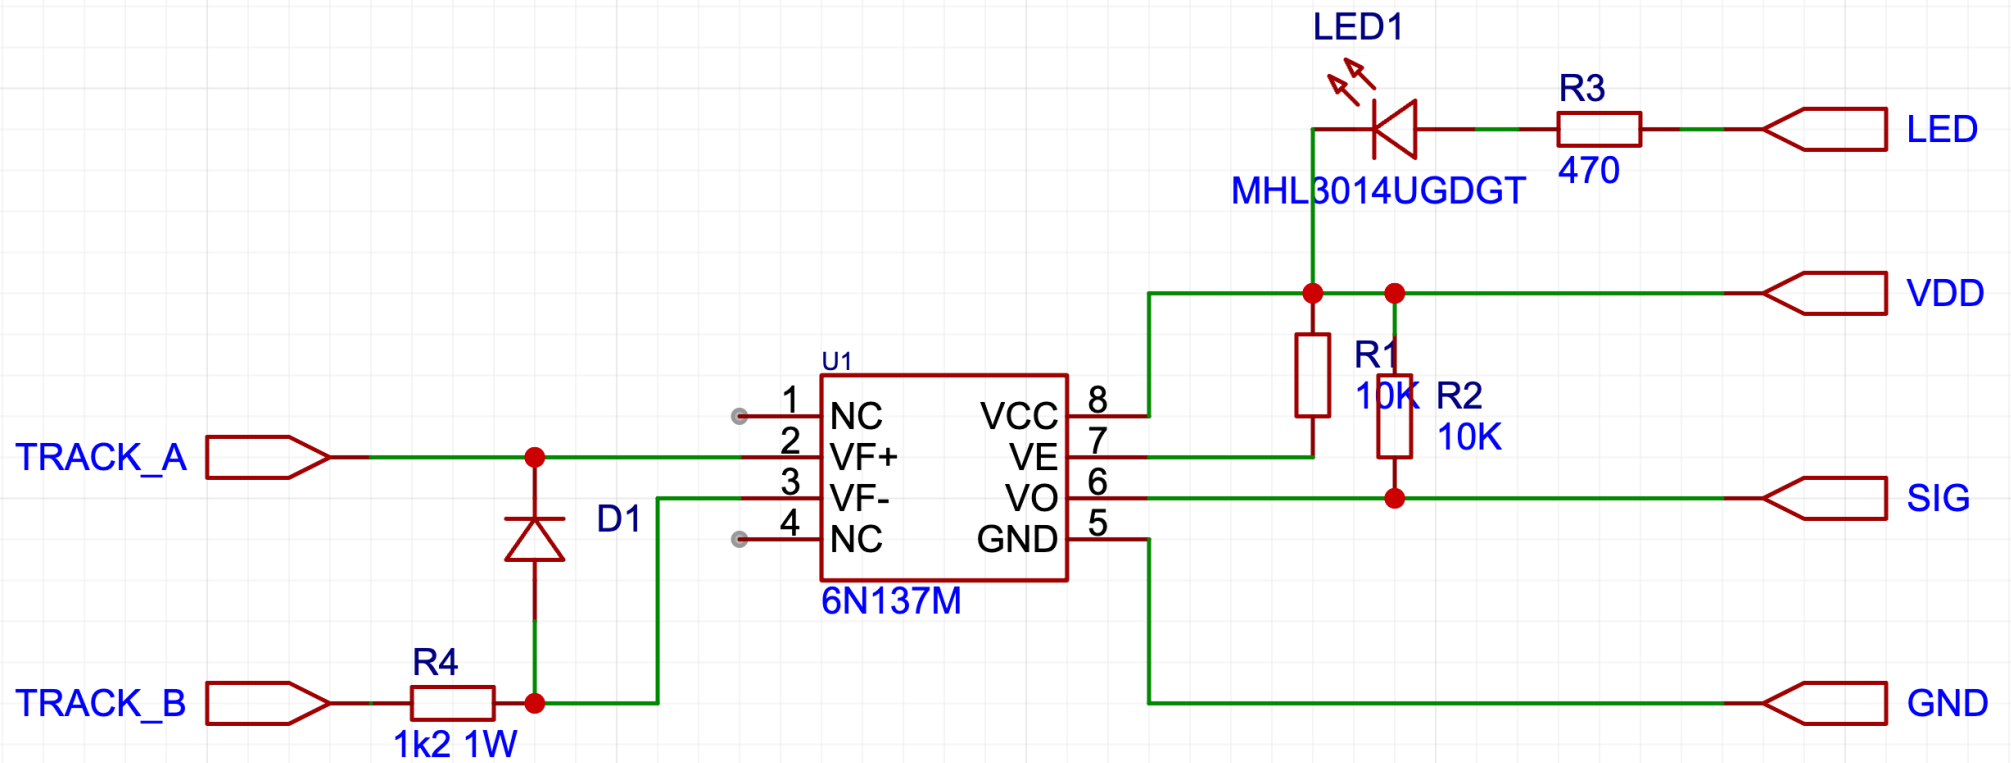 LED1
R3
LED
470
MHL3014UGDGT
VDD
U1
R1
10K
R2
10K
1 NC VCC 8
2 VF+ VE 7
3 VF- VO 6
4 NC GND 5
6N137M
TRACK_A
D1
SIG
R4
TRACK_B
1k2 1W
GND